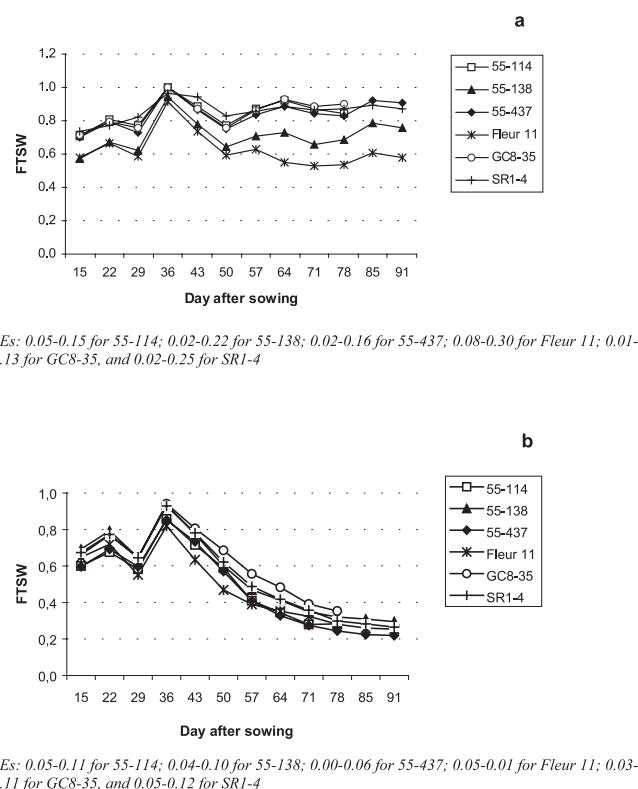 a
1.2
1.0
0.8
0.6
0.4
0.2
0.0
FTSW
15 22 29 36 43 50 57 64 71 78 85 91
Day after sowing
55-114
55-138
55-437
Fleur 11
GC8-35
SR1-4
Es: 0.05-0.15 for 55-114; 0.02-0.22 for 55-138; 0.02-0.16 for 55-437; 0.08-0.30 for Fleur 11; 0.01-
.13 for GC8-35, and 0.02-0.25 for SR1-4
b
1,0
0,8
0,6
0,4
0,2
0,0
FTSW
15 22 29 36 43 50 57 64 71 78 85 91
Day after sowing
55-114
55-138
55-437
Fleur 11
GC8-35
SR1-4
Es: 0.05-0.11 for 55-114; 0.04-0.10 for 55-138; 0.00-0.06 for 55-437; 0.05-0.01 for Fleur 11; 0.03-
.11 for GC8-35, and 0.05-0.12 for SR1-4